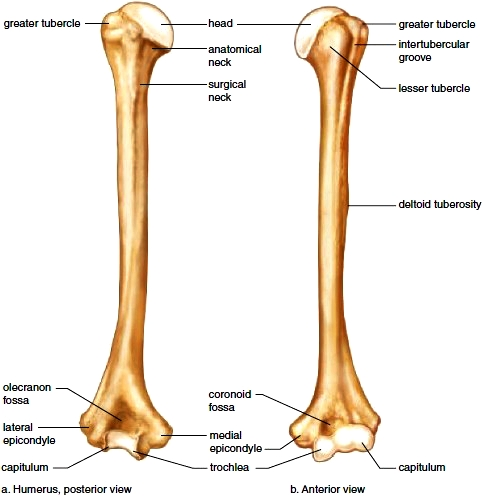 greater tubercle
head
anatomical
neck
surgical
neck
greater tubercle
intertubercular
groove
lesser tubercle
deltoid tuberosity
olecranon
fossa
lateral
epicondyle
capitulum
coronoid
fossa
medial
epicondyle
trochlea
capitulum
a. Humerus, posterior view
b. Anterior view